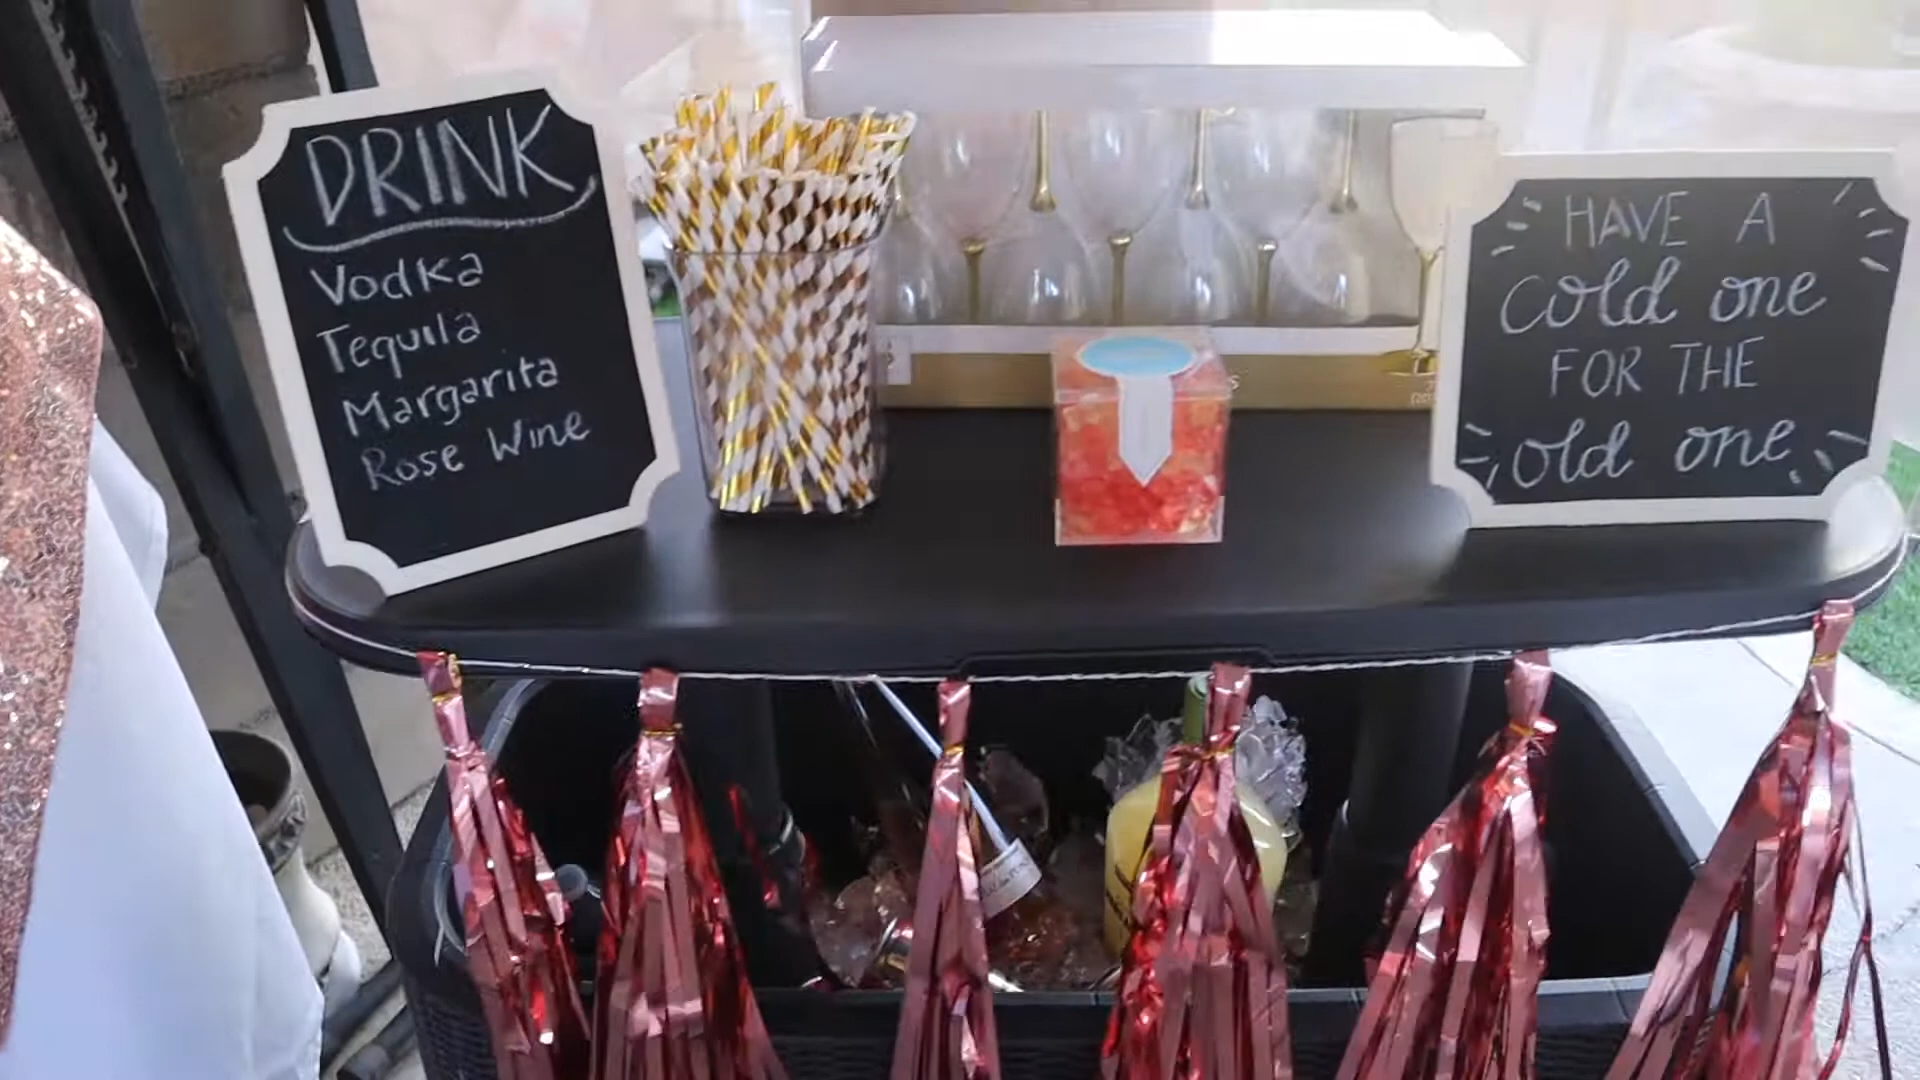 DRINK
Vodka
Tequila
Margarita
Rose Wine
HAVE A
cold one
FOR THE
old one